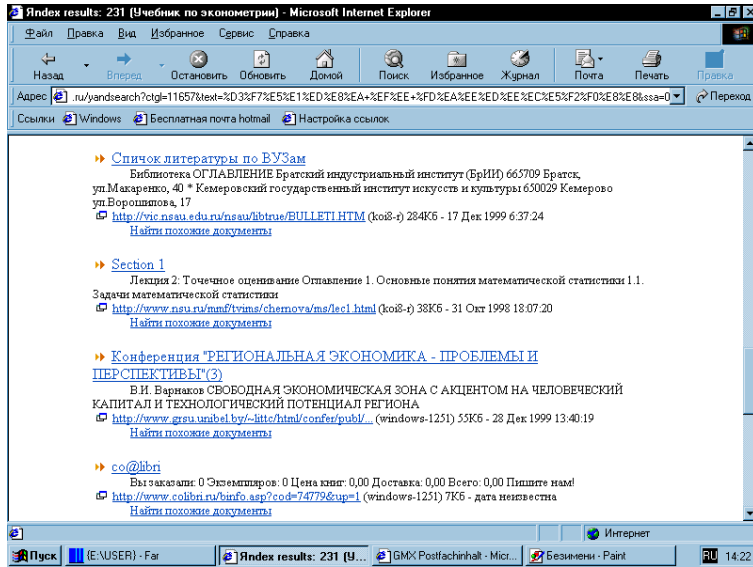 Яndex results: 231 (Учебник по эконометрии) - Microsoft Internet Explorer
Файл Правка Вид Избранное Сервис Справка
Назад Вперед Остановить Обновить Домой Поиск Избранное Журнал Почта Печать Правка
Адрес .ru/yandsearch?ctgl=11657&text=%D3%F7%E5%E1%ED%E8%EA+%EF%EE+%FD%EA%EE%ED%EE%EC%E5%F2%F0%E8%E8&ssa=0 Переход
Ссылки Windows Бесплатная почта hotmail Настройка ссылок
Спичок литературы по ВУЗам
Библиотека ОГЛАВЛЕНИЕ Братский индустриальный институт (БрИИ) 665709 Братск,
ул.Макаренко, 40 * Кемеровский государственный институт искусств и культуры 650029 Кемерово
ул.Ворошилова, 17
http://vic.nsau.edu.ru/nsau/libtrue/BULLETI.HTM (koi8-r) 284Кб - 17 Дек 1999 6:37:24
Найти похожие документы
Section 1
Лекция 2: Точечное оценивание Оглавление 1. Основные понятия математической статистики 1.1.
Задачи математической статистики
http://www.nsu.ru/mmf/tvims/chernova/ms/lec1.html (koi8-r) 38Кб - 31 Окт 1998 18:07:20
Найти похожие документы
Конференция "РЕГИОНАЛЬНАЯ ЭКОНОМИКА - ПРОБЛЕМЫ И
ПЕРСПЕКТИВЫ"(3)
В.И. Варнаков СВОБОДНАЯ ЭКОНОМИЧЕСКАЯ ЗОНА С АКЦЕНТОМ НА ЧЕЛОВЕЧЕСКИЙ
КАПИТАЛ И ТЕХНОЛОГИЧЕСКИЙ ПОТЕНЦИАЛ РЕГИОНА
http://www.grsu.unibel.by/~littc/html/confer/publ/... (windows-1251) 55Кб - 28 Дек 1999 13:40:19
Найти похожие документы
co@libri
Вы заказали: 0 Экземпляров: 0 Цена книг: 0,00 Доставка: 0,00 Всего: 0,00 Пишите нам!
http://www.colibri.ru/binfo.asp?cod=74779&up=1 (windows-1251) 7Кб - дата неизвестна
Найти похожие документы
Интернет
Пуск {E:\USER} - Far Яndex results: 231 (У... GMX Postfachinhalt - Micr... Безимени - Paint RU 14:22